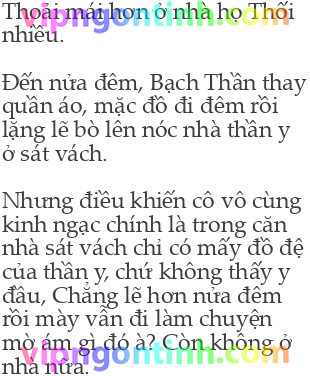 Thoải mái hơn ở nhà họ Thôi
nhiều.
Đến nửa đêm, Bạch Thần thay
quần áo, mặc đồ đi đêm rồi
lặng lẽ bò lên nóc nhà thần y
ở sát vách.
Nhưng điều khiến cô vô cùng
kinh ngạc chính là trong căn
nhà sát vách chỉ có mấy đồ đệ
của thần y, chứ không thấy y
đâu, Chẳng lẽ hơn nửa đêm
rồi mày vẫn đi làm chuyện
mờ ám gì đó à? Còn không ở
nhà nữa.
vipngontinh.com
vipngontinh.com